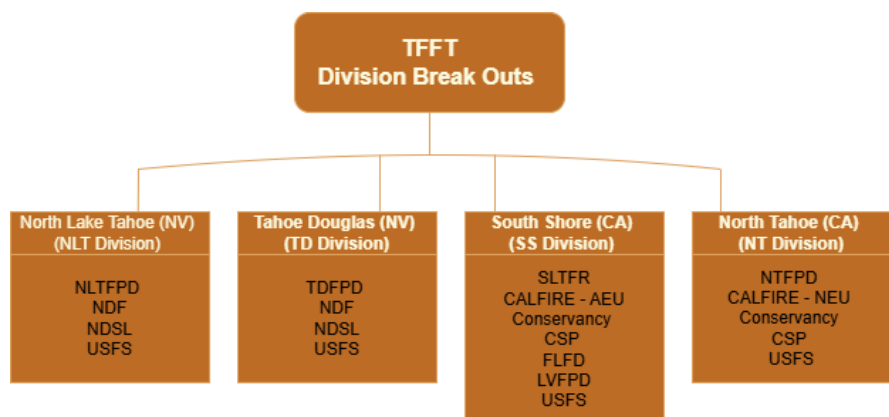 TFFT
Division Break Outs
North Lake Tahoe (NV)
(NLT Division)
NLTFPD
NDF
NDSL
USFS
Tahoe Douglas (NV)
(TD Division)
TDFPD
NDF
NDSL
USFS
South Shore (CA)
(SS Division)
SLTFR
CALFIRE - AEU
Conservancy
CSP
FLFD
LVFPD
USFS
North Tahoe (CA)
(NT Division)
NTFPD
CALFIRE - NEU
Conservancy
CSP
USFS